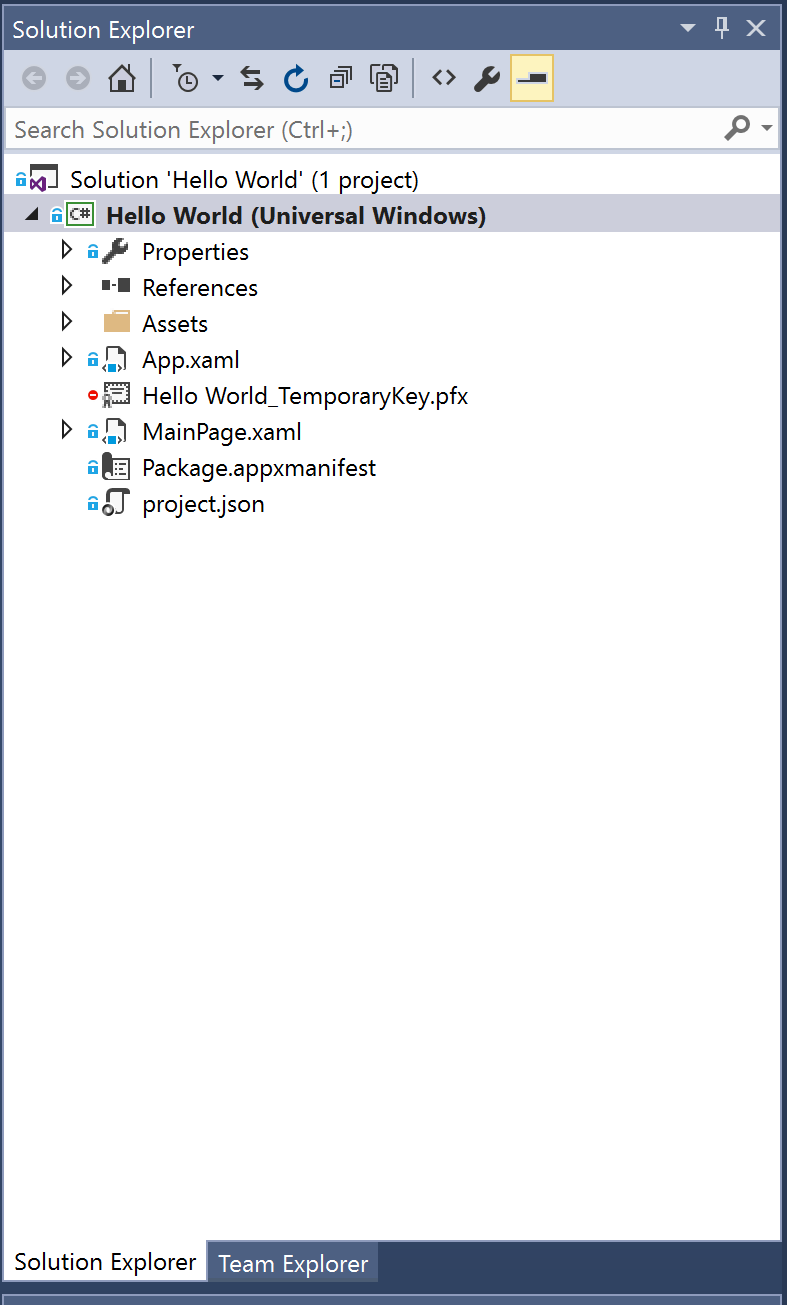 Solution Explorer
Search Solution Explorer (Ctrl+;)
Solution 'Hello World' (1 project)
C# Hello World (Universal Windows)
Properties
References
Assets
App.xaml
Hello World_TemporaryKey.pfx
MainPage.xaml
Package.appxmanifest
project.json
Solution Explorer Team Explorer